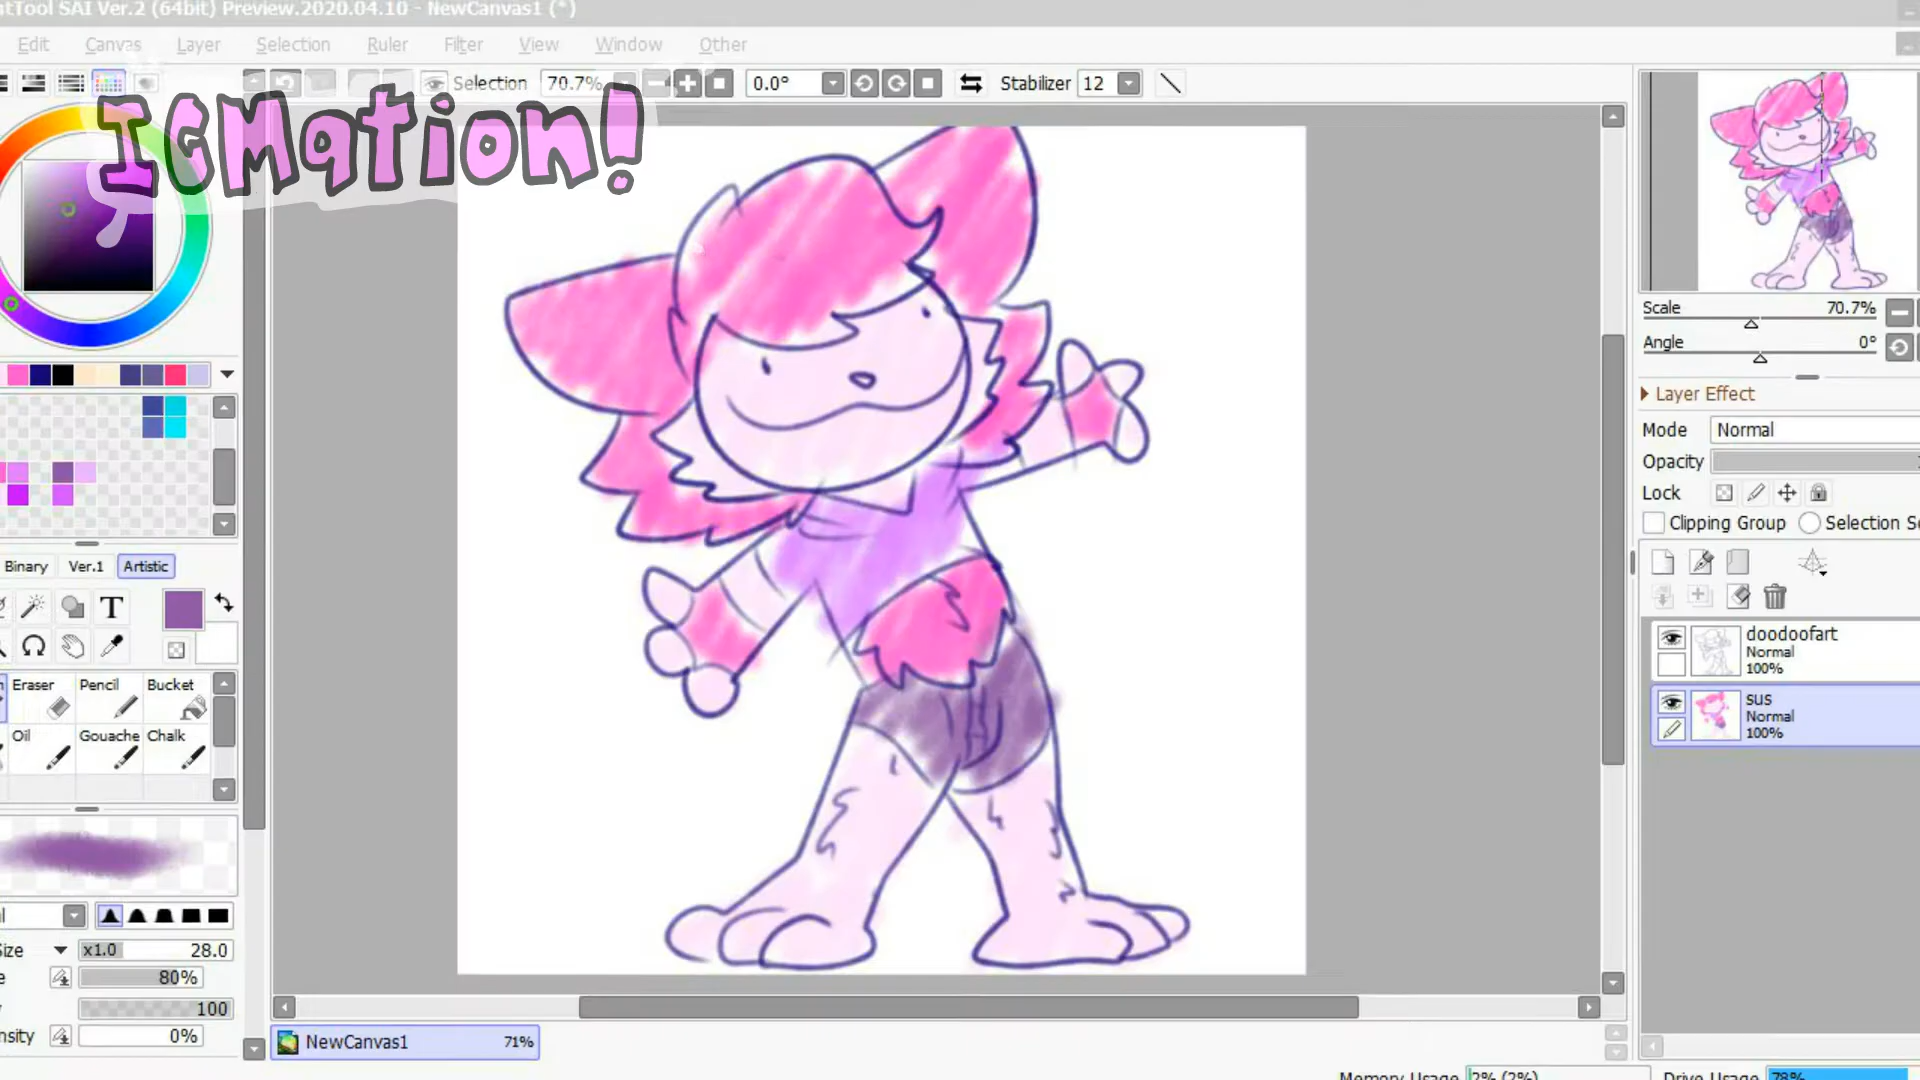 ntTool SAI Ver.2 (64bit) Preview.2020.04.10 - NewCanvas1 (*)
Edit Canvas Layer Selection Ruler Filter View Window Other
Selection 70.7% 0.0° Stabilizer 12
ICMation!
Scale 70.7%
Angle 0°
Layer Effect
Mode Normal
Opacity
Lock
Clipping Group Selection S
Binary Ver.1 Artistic
T
doodoofart
Normal
100%
sus
Normal
100%
Eraser Pencil Bucket
Oil Gouache Chalk
Size x1.0 28.0
80%
100
nsity 0%
NewCanvas1 71%
Memory Usage 2% (2%) Drive Usage 78%